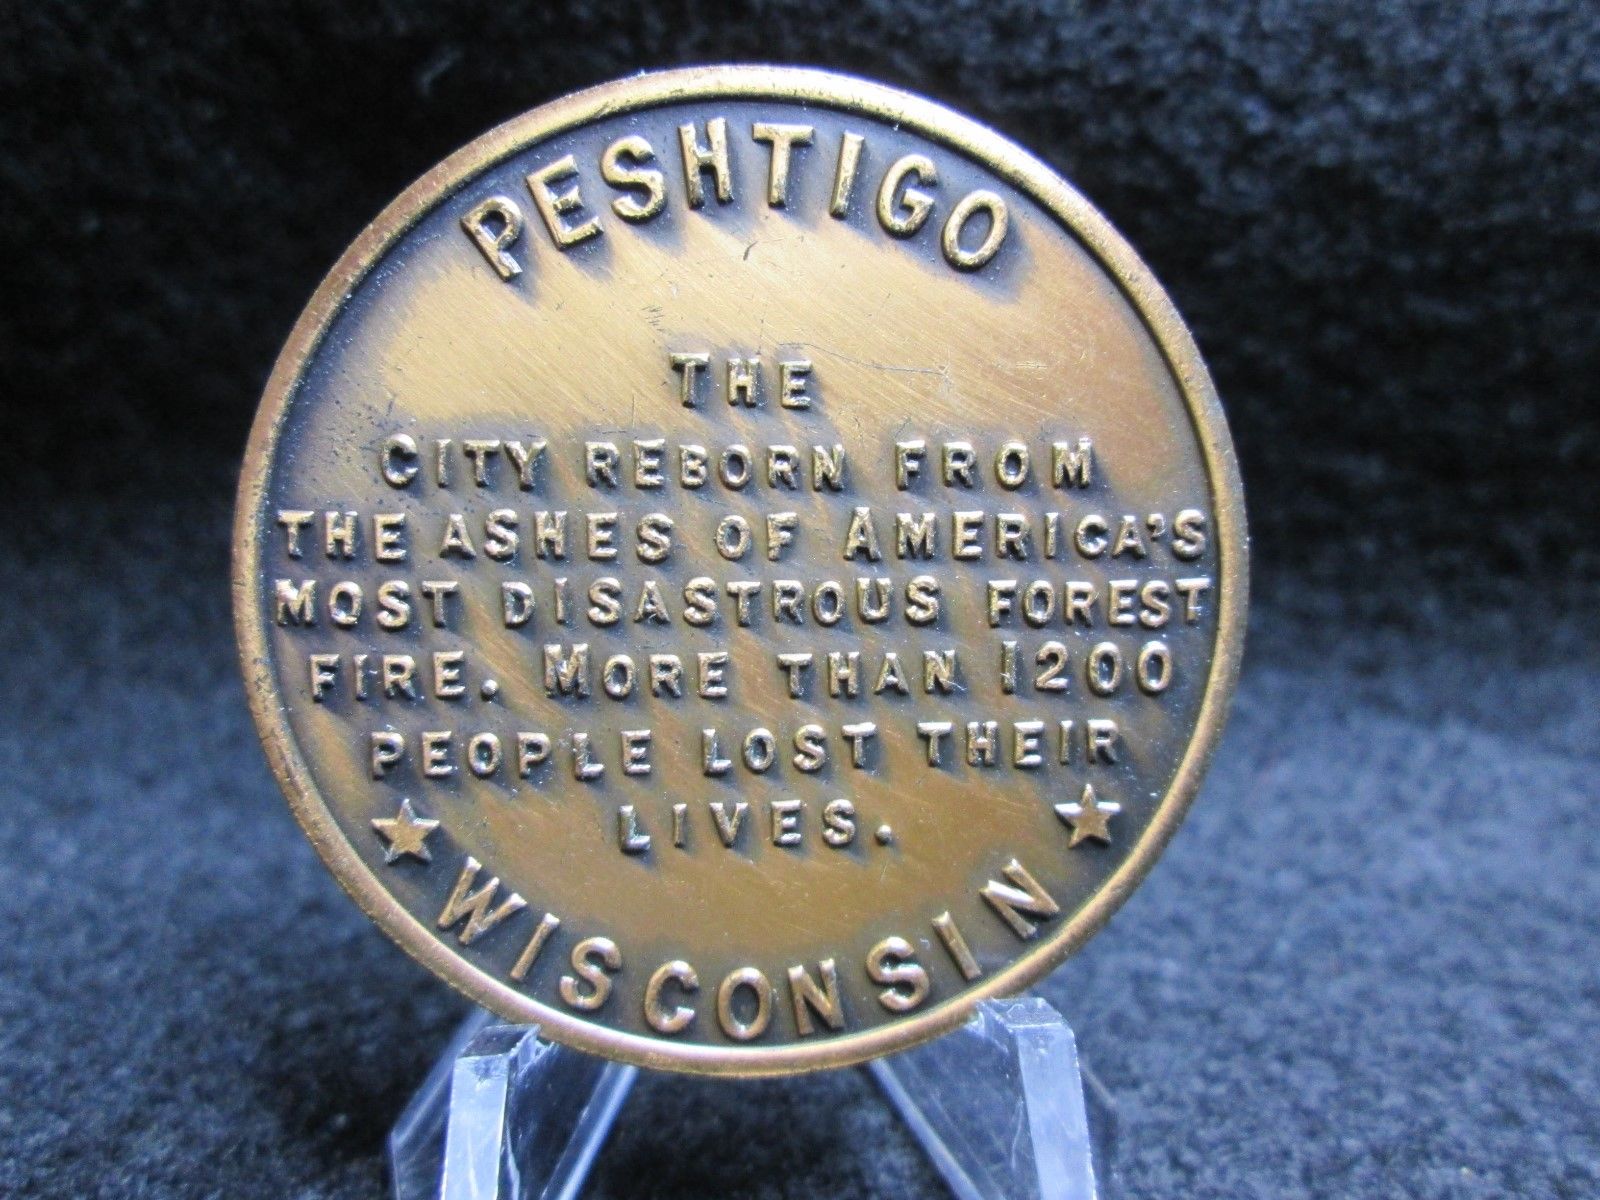 PESHTIGO
THE
CITY REBORN FROM
THE ASHES OF AMERICA'S
MOST DISASTROUS FOREST
FIRE. MORE THAN 1200
PEOPLE LOST THEIR
LIVES.
WISCONSIN